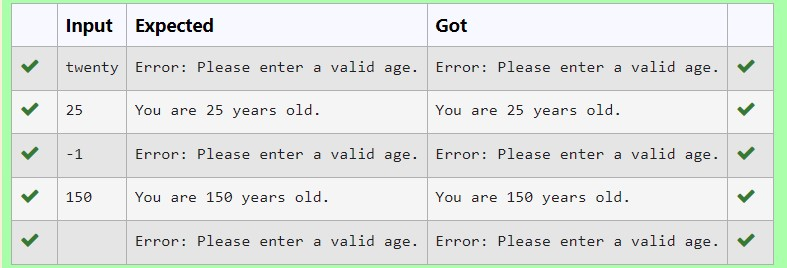 Input Expected Got
twenty Error: Please enter a valid age. Error: Please enter a valid age.
25 You are 25 years old. You are 25 years old.
-1 Error: Please enter a valid age. Error: Please enter a valid age.
150 You are 150 years old. You are 150 years old.
Error: Please enter a valid age. Error: Please enter a valid age.